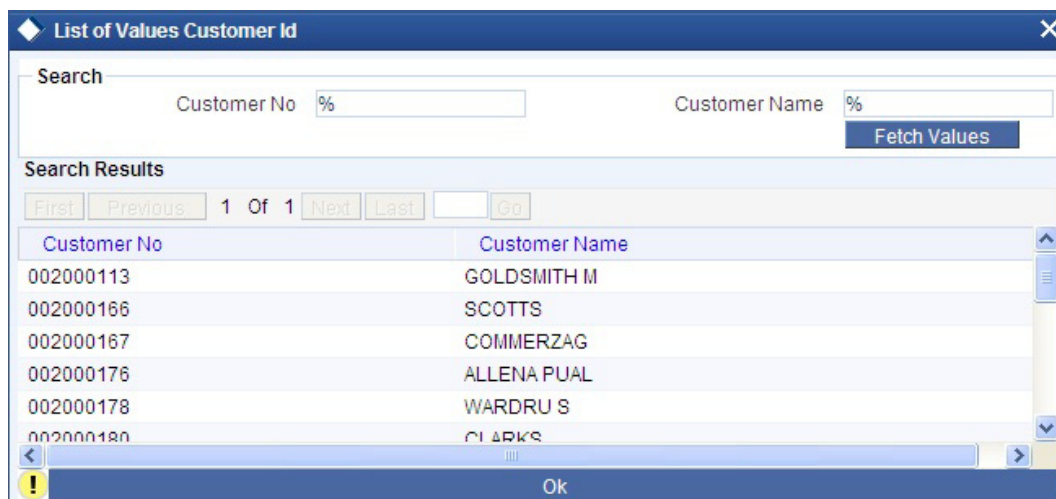 List of Values Customer Id
Search
Customer No % Customer Name %
Fetch Values
Search Results
First Previous 1 Of 1 Next Last Go
Customer No Customer Name
002000113 GOLDSMITH M
002000166 SCOTTS
002000167 COMMERZAG
002000176 ALLENA PUAL
002000178 WARDRU S
002000180 CLARKS
Ok